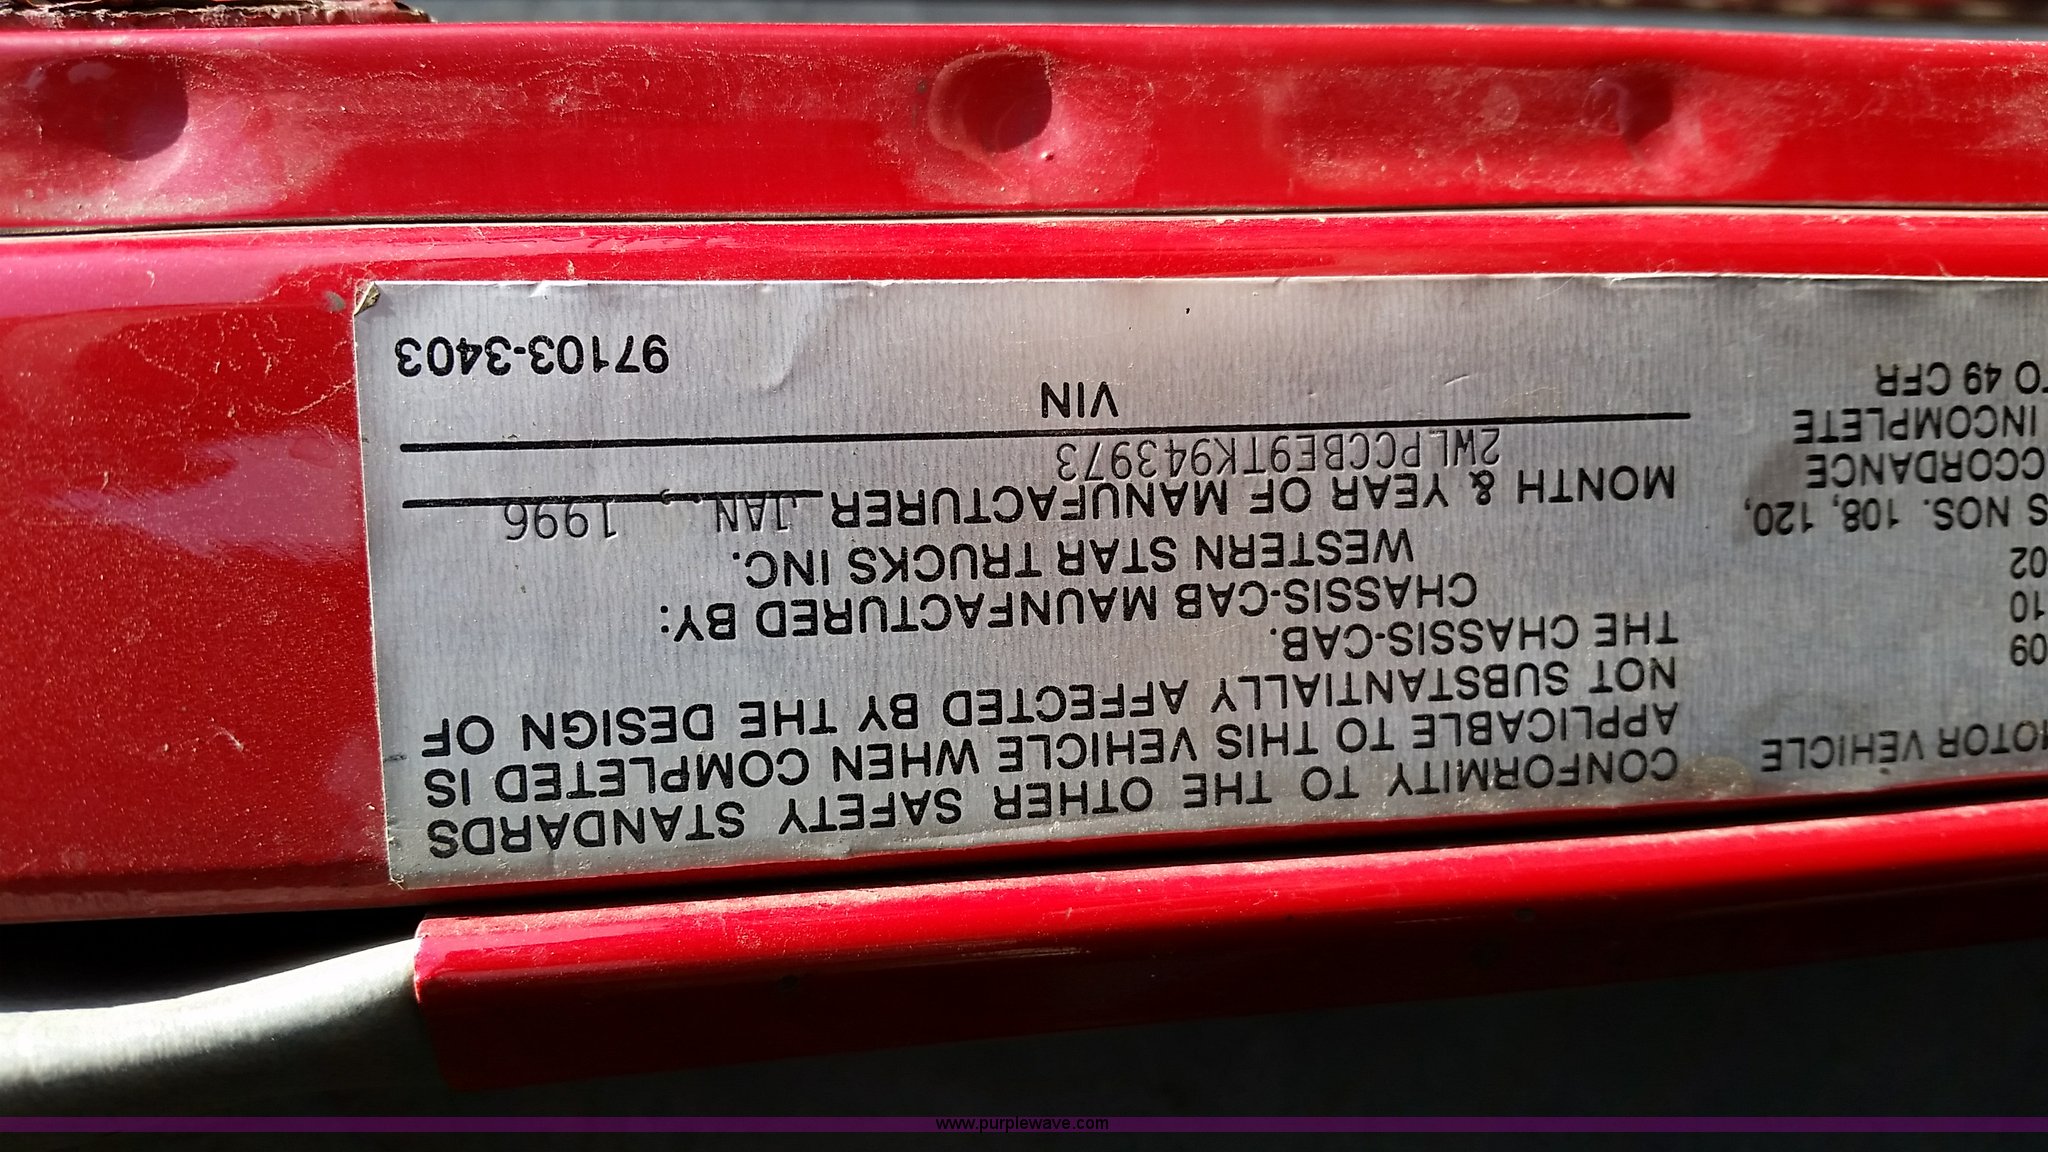 MOTOR VEHICLE
09
10
02
S NOS. 108, 120,
CCORDANCE
INCOMPLETE
TO 49 CFR
CONFORMITY TO THE OTHER SAFETY STANDARDS
APPLICABLE TO THIS VEHICLE WHEN COMPLETED IS
NOT SUBSTANTIALLY AFFECTED BY THE DESIGN OF
THE CHASSIS-CAB.
CHASSIS-CAB MAUNFACTURED BY:
WESTERN STAR TRUCKS INC.
MONTH & YEAR OF MANUFACTURER JAN. 1996
2WLPCCBE9TK943973
VIN
97103-3403
www.purplewave.com